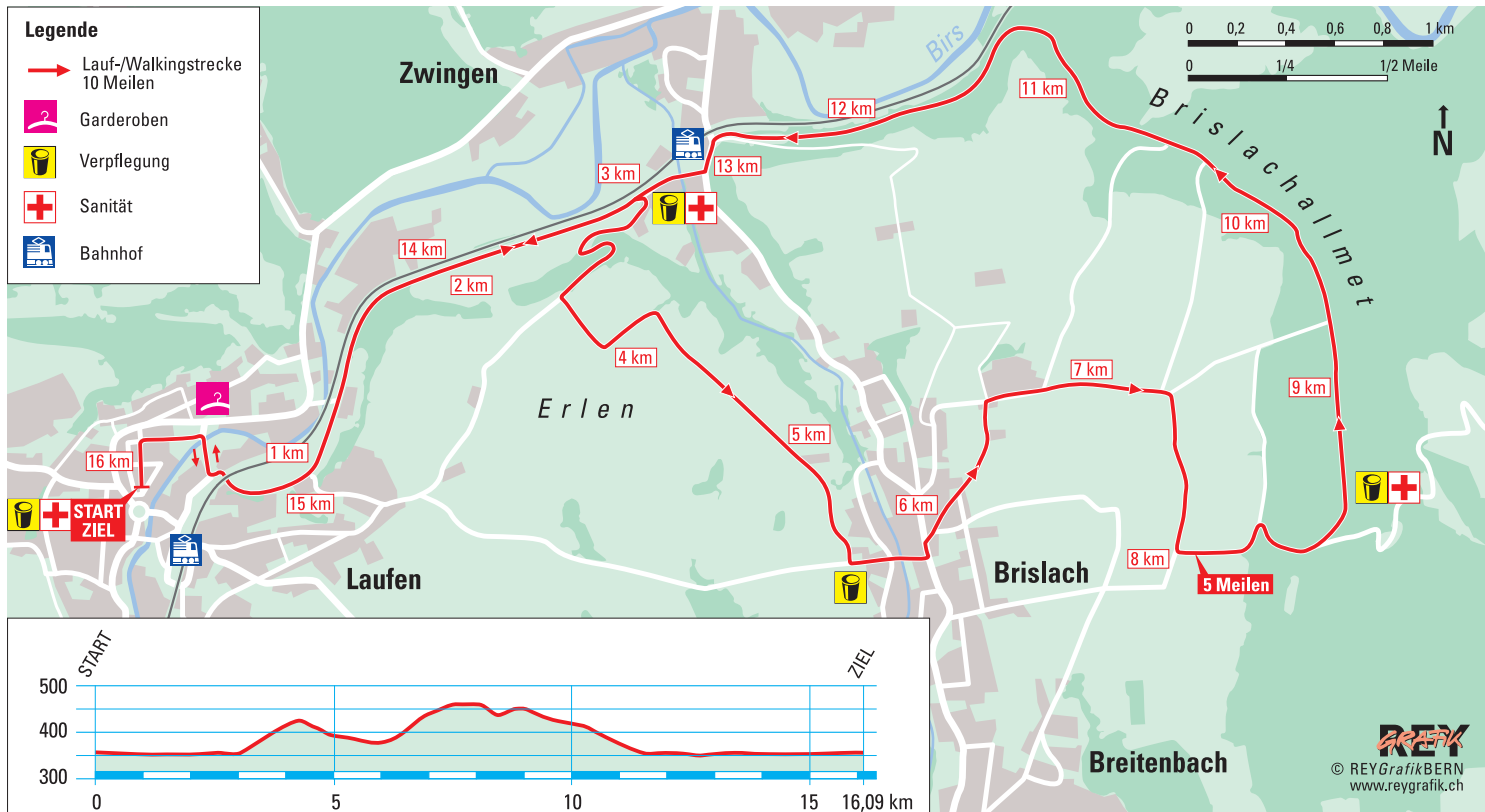 Legende
Lauf-/Walkingstrecke
10 Meilen
Garderoben
Verpflegung
Sanität
Bahnhof
Zwingen
Birs
0 0,2 0,4 0,6 0,8 1 km
0 1/4 1/2 Meile
N
Brislachallmet
11 km
12 km
13 km
3 km
10 km
14 km
2 km
4 km
7 km
9 km
Erlen
5 km
1 km
16 km
15 km
6 km
START
ZIEL
8 km
5 Meilen
Laufen
Brislach
Breitenbach
START
ZIEL
500
400
300
0 5 10 15 16,09 km
REY
GRAFIK
© REYGrafikBERN
www.reygrafik.ch